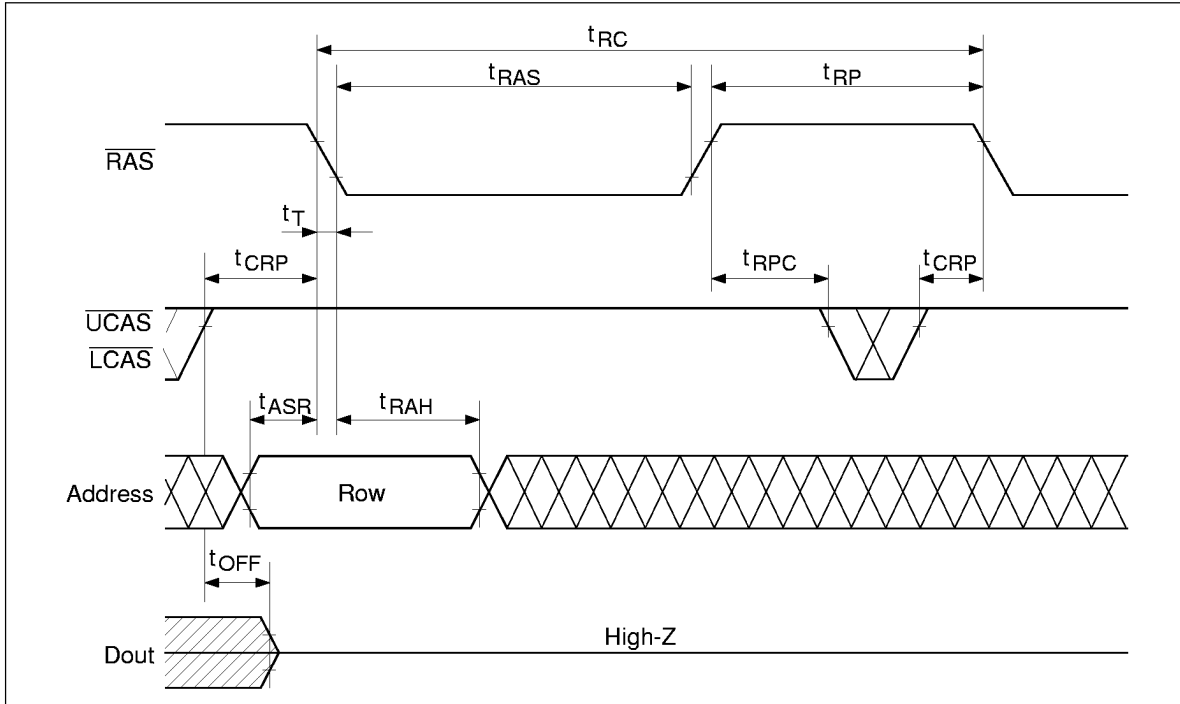 tRC
tRAS
tRP
RAS
tT
tCRP
tRPC
tCRP
UCAS
LCAS
tASR
tRAH
Address
Row
tOFF
High-Z
Dout